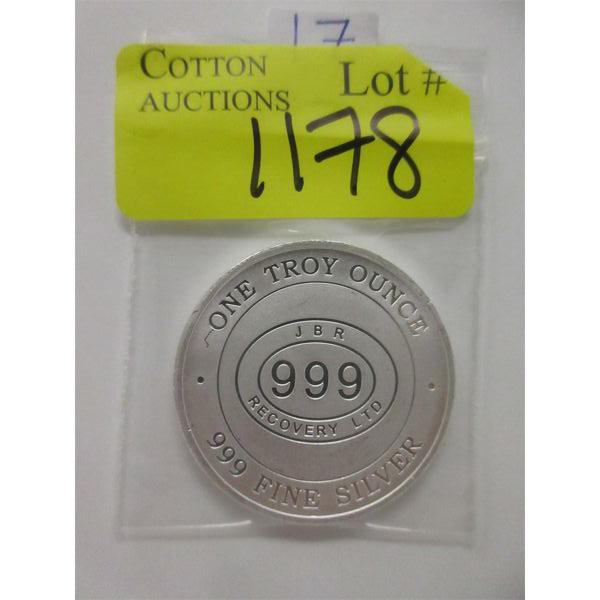 17
COTTON AUCTIONS
Lot #
1178
ONE TROY OUNCE
JBR
999
RECOVERY LTD
999 FINE SILVER